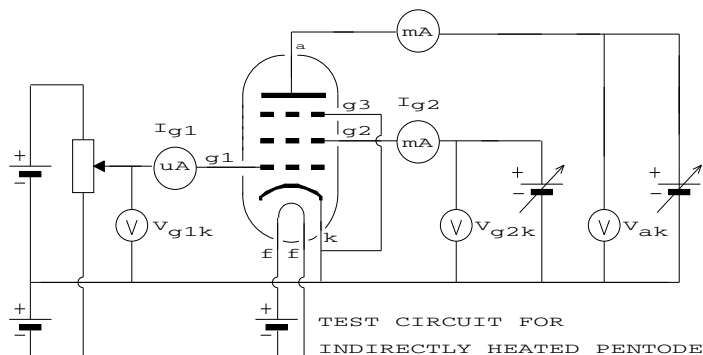 a
mA
g3
Ig1
g2
Ig2
mA
+
-
uA
g1
+
-
+
-
V
Vg1k
f f k
V
Vg2k
V
Vak
+
-
+
-
TEST CIRCUIT FOR
INDIRECTLY HEATED PENTODE